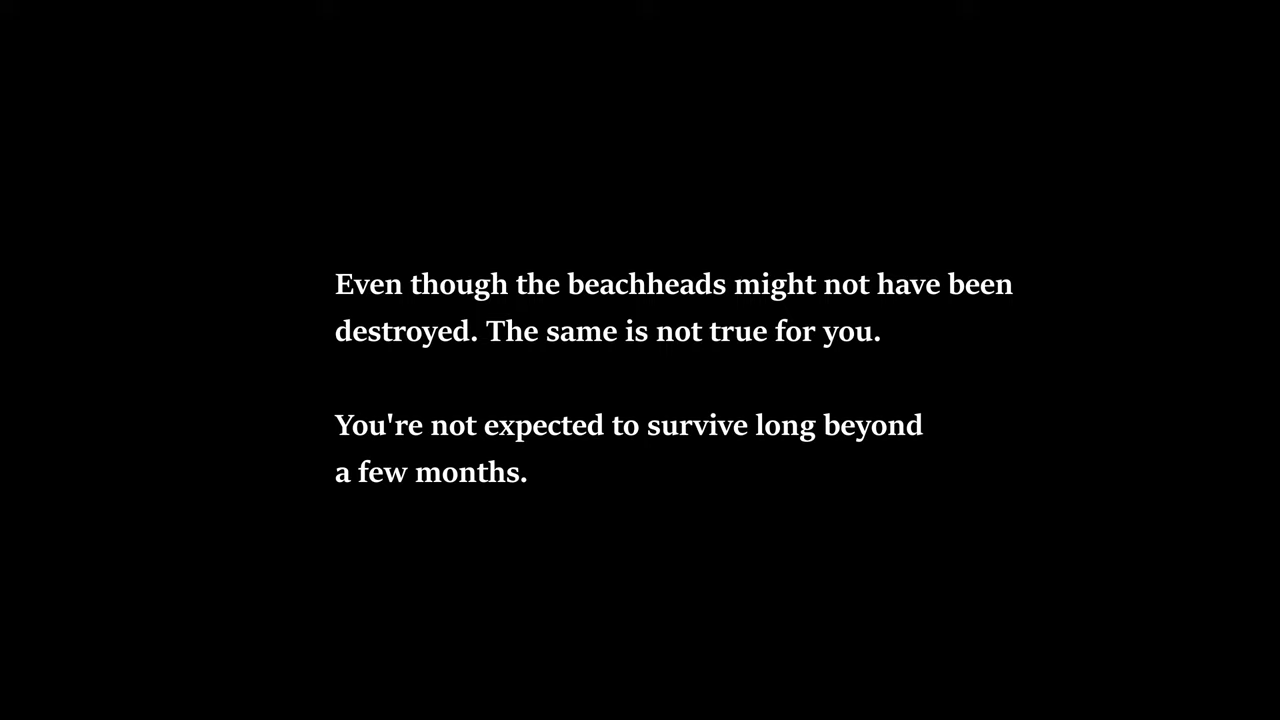 Even though the beachheads might not have been
destroyed. The same is not true for you.
You're not expected to survive long beyond
a few months.